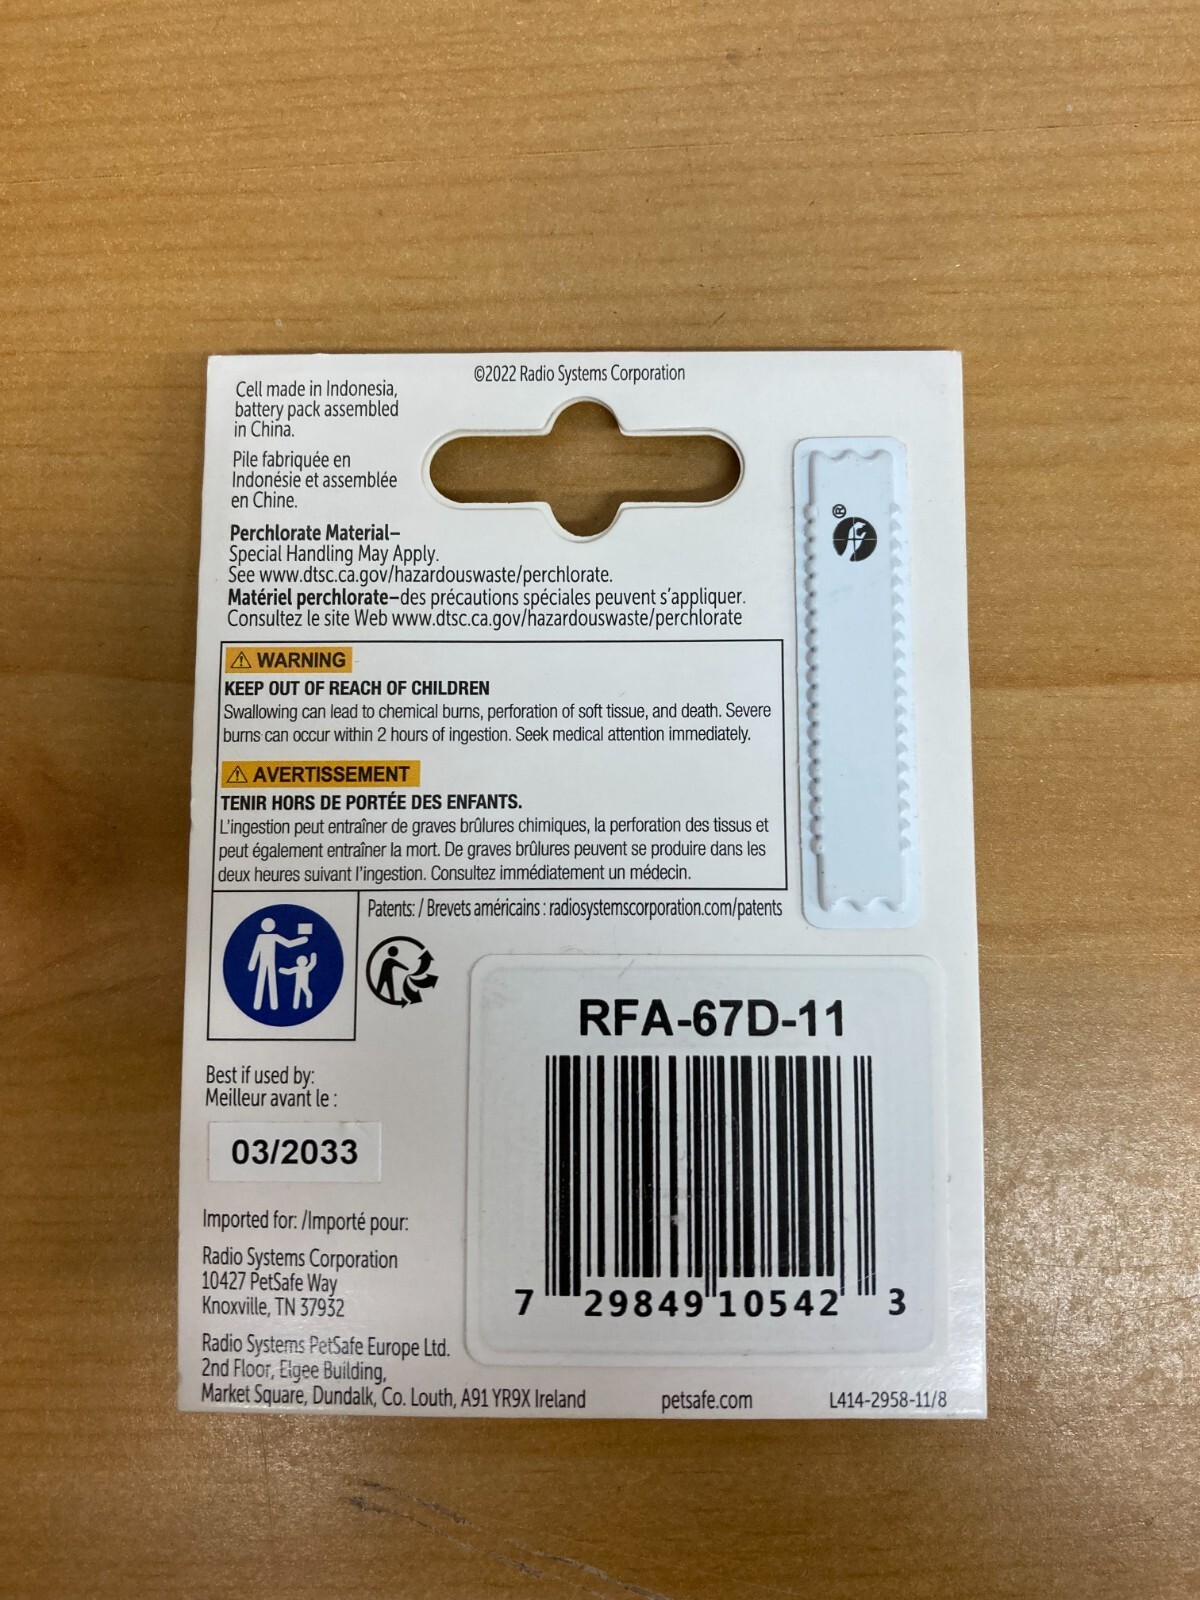 ©2022 Radio Systems Corporation
Cell made in Indonesia,
battery pack assembled
in China.
Pile fabriquée en
Indonésie et assemblée
en Chine.
Perchlorate Material–
Special Handling May Apply.
See www.dtsc.ca.gov/hazardouswaste/perchlorate.
Matériel perchlorate–des précautions spéciales peuvent s'appliquer.
Consultez le site Web www.dtsc.ca.gov/hazardouswaste/perchlorate
®
WARNING
KEEP OUT OF REACH OF CHILDREN
Swallowing can lead to chemical burns, perforation of soft tissue, and death. Severe
burns can occur within 2 hours of ingestion. Seek medical attention immediately.
AVERTISSEMENT
TENIR HORS DE PORTÉE DES ENFANTS.
L'ingestion peut entraîner de graves brûlures chimiques, la perforation des tissus et
peut également entraîner la mort. De graves brûlures peuvent se produire dans les
deux heures suivant l'ingestion. Consultez immédiatement un médecin.
Patents: / Brevets américains : radiosystemscorporation.com/patents
RFA-67D-11
7 29849 10542 3
Best if used by:
Meilleur avant le :
03/2033
Imported for: /Importé pour:
Radio Systems Corporation
10427 PetSafe Way
Knoxville, TN 37932
Radio Systems PetSafe Europe Ltd.
2nd Floor, Elgee Building,
Market Square, Dundalk, Co. Louth, A91 YR9X Ireland
petsafe.com
L414-2958-11/8